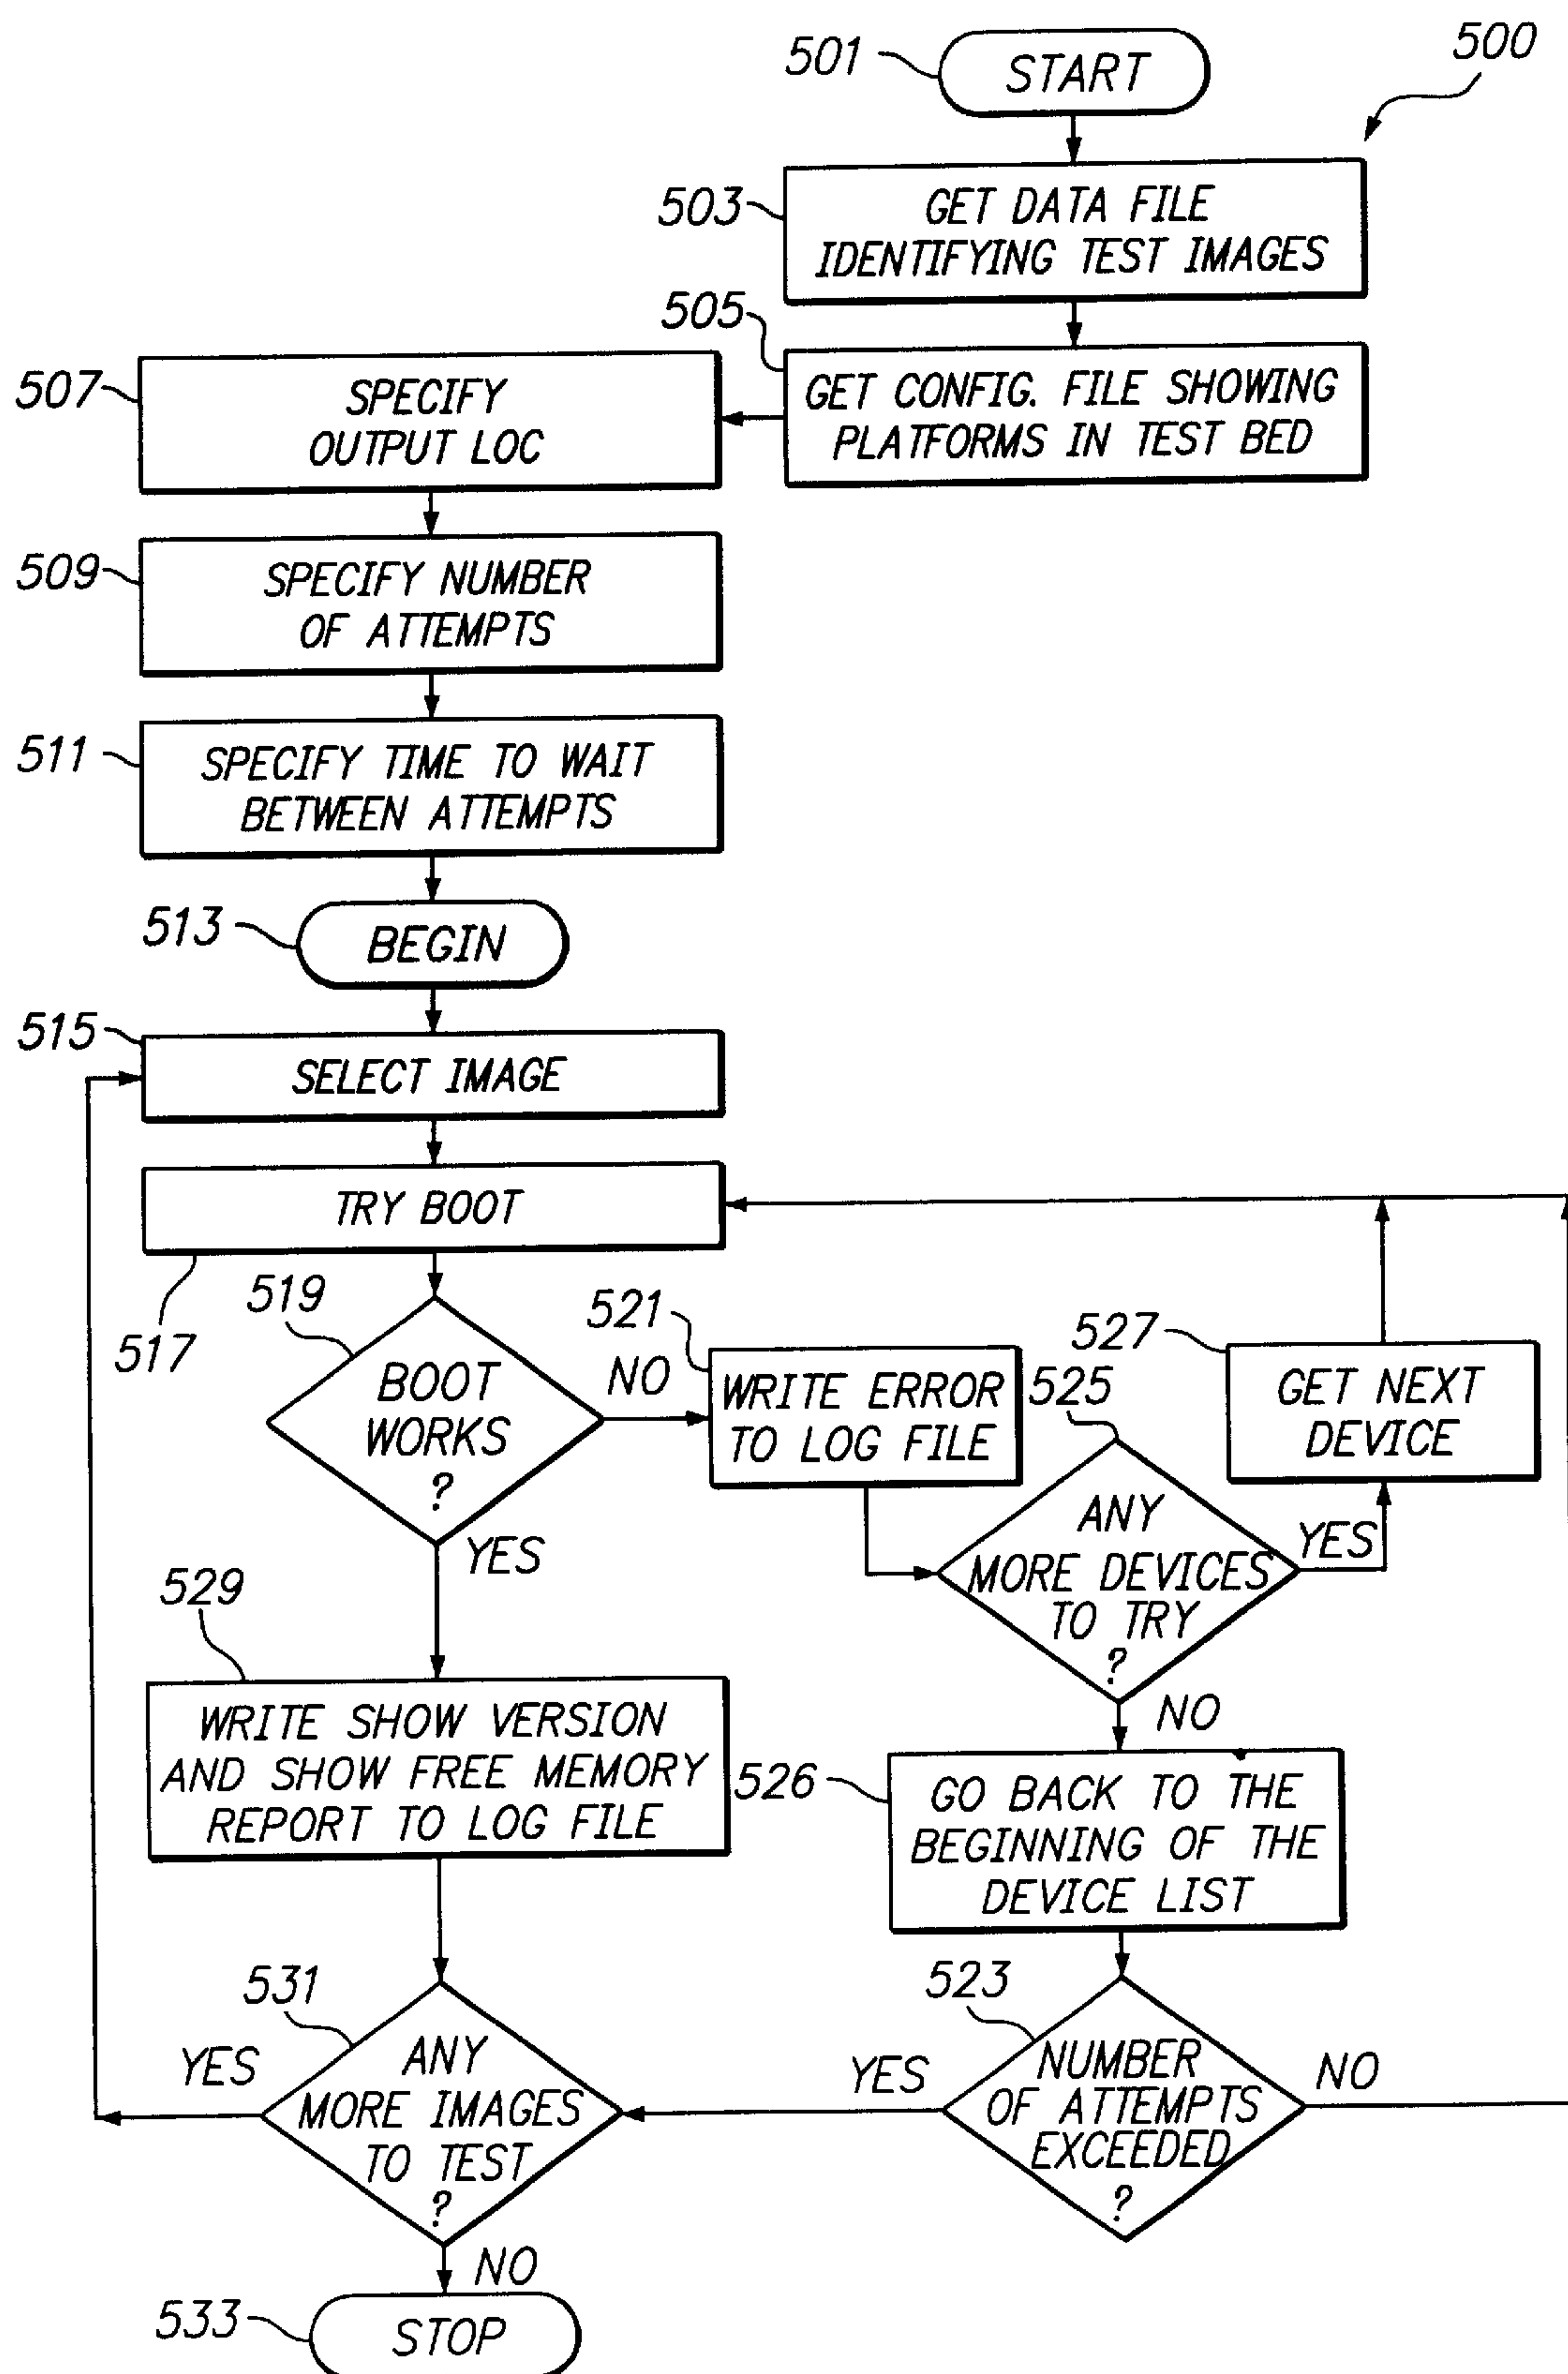 500
501
START
503
GET DATA FILE
IDENTIFYING TEST IMAGES
505
GET CONFIG. FILE SHOWING
PLATFORMS IN TEST BED
507
SPECIFY
OUTPUT LOC
509
SPECIFY NUMBER
OF ATTEMPTS
511
SPECIFY TIME TO WAIT
BETWEEN ATTEMPTS
513
BEGIN
515
SELECT IMAGE
TRY BOOT
517
519
BOOT
WORKS
?
NO
YES
521
WRITE ERROR
TO LOG FILE
525
ANY
MORE DEVICES
TO TRY
?
YES
NO
527
GET NEXT
DEVICE
529
WRITE SHOW VERSION
AND SHOW FREE MEMORY
REPORT TO LOG FILE
526
GO BACK TO THE
BEGINNING OF THE
DEVICE LIST
523
NUMBER
OF ATTEMPTS
EXCEEDED
?
YES
NO
531
ANY
MORE IMAGES
TO TEST
?
YES
NO
533
STOP